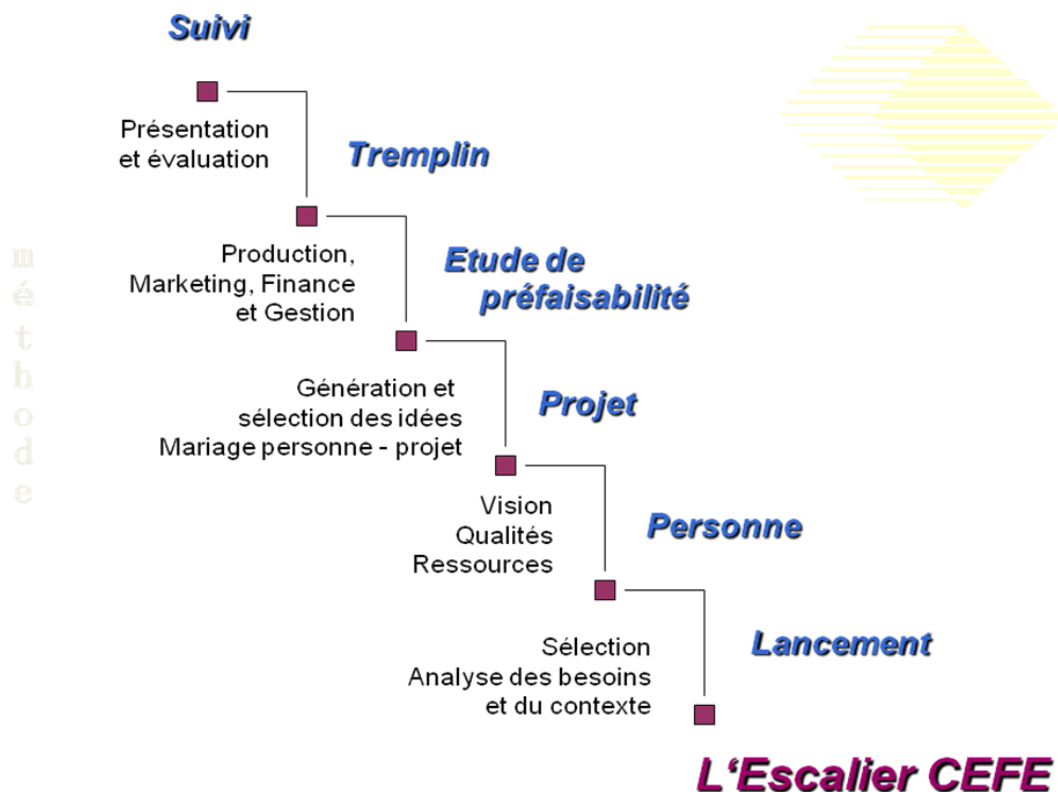 Suivi
Présentation
et évaluation
Tremplin
Production,
Marketing, Finance
et Gestion
Etude de
préfaisabilité
Génération et
sélection des idées
Mariage personne - projet
Projet
Vision
Qualités
Ressources
Personne
Sélection
Analyse des besoins
et du contexte
Lancement
L‘Escalier CEFE
méthode